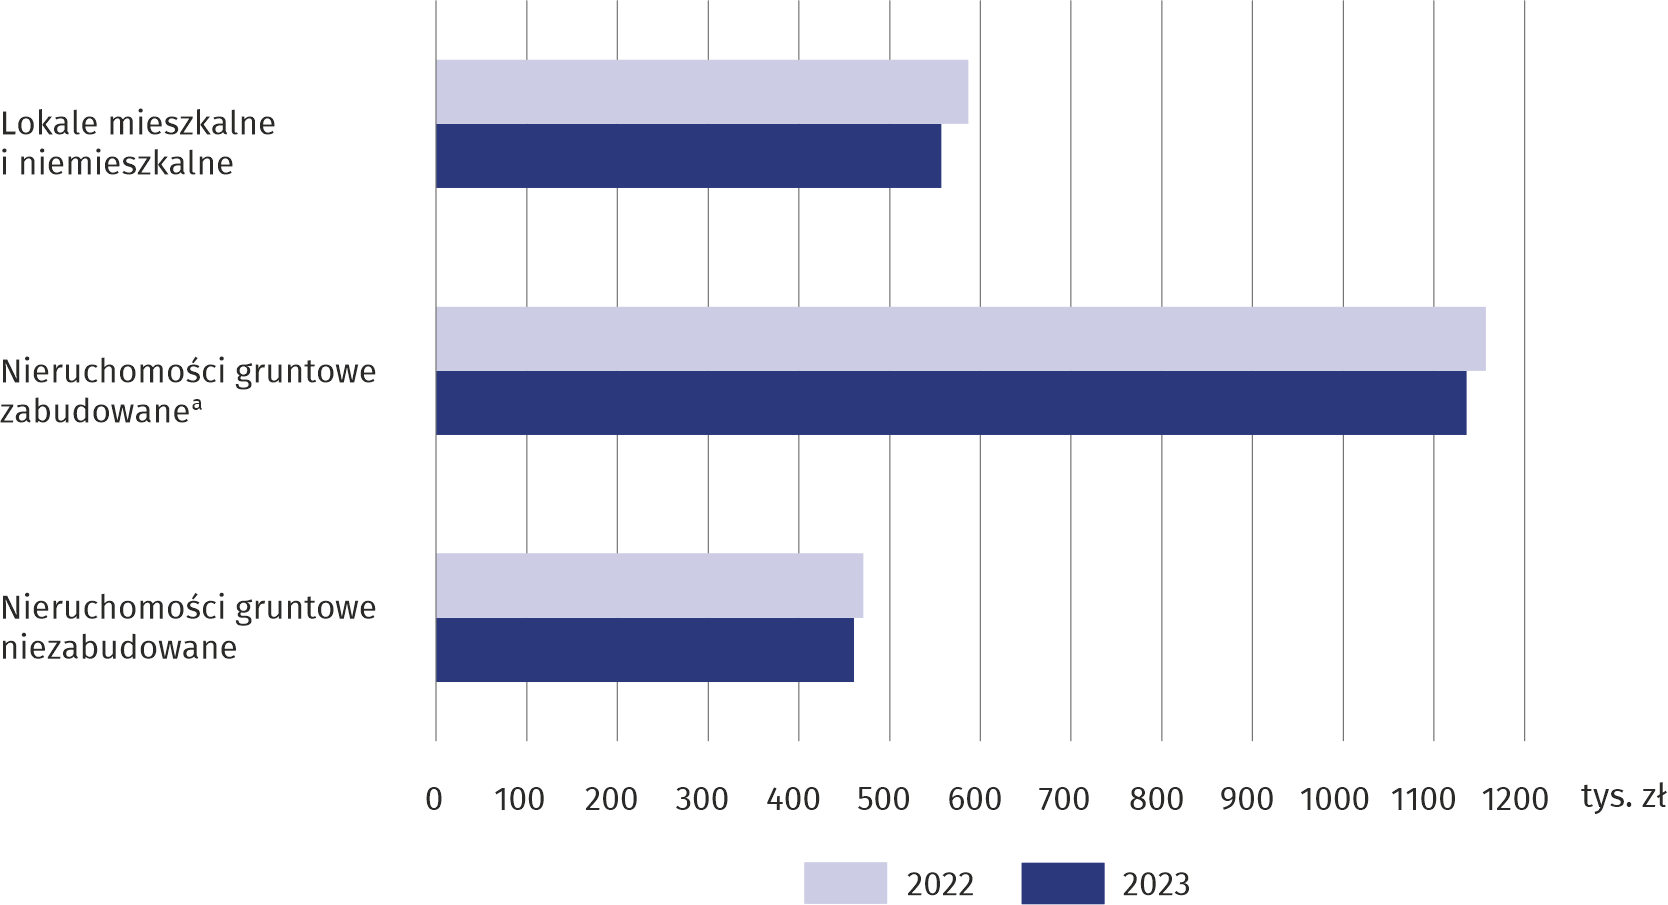 Lokale mieszkalne
i niemieszkalne
Nieruchomości gruntowe
zabudowaneᵃ
Nieruchomości gruntowe
niezabudowane
0 100 200 300 400 500 600 700 800 900 1000 1100 1200 tys. zł
2022 2023